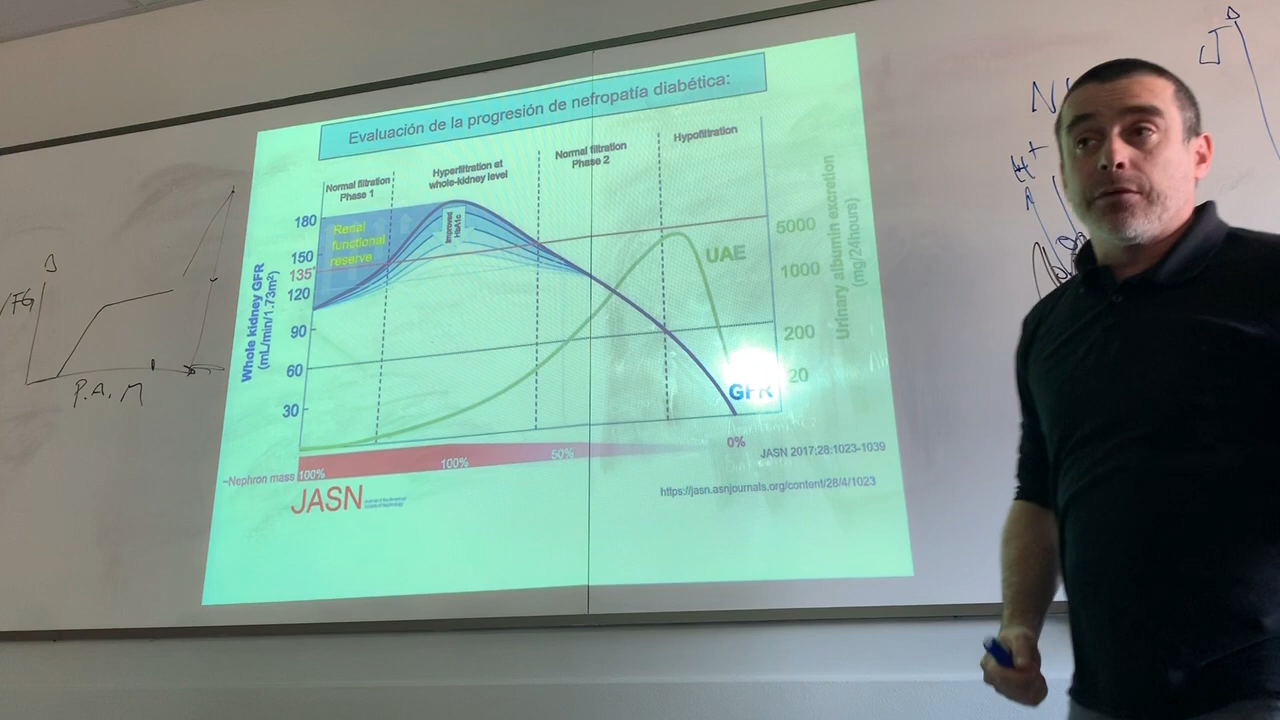 Evaluación de la progresión de nefropatía diabética:
Normal filtration
Phase 1
Hyperfiltration at
whole-kidney level
Normal filtration
Phase 2
Hypofiltration
Renal
functional
reserve
Improved
HbA1c
180
150
135
120
90
60
30
Whole kidney GFR
(mL/min/1.73m²)
UAE
GFR
5000
1000
200
20
Urinary albumin excretion
(mg/24hours)
~Nephron mass 100%
100%
50%
0%
JASN 2017;28:1023-1039
JASN
https://jasn.asnjournals.org/content/28/4/1023
P.A.M
H+